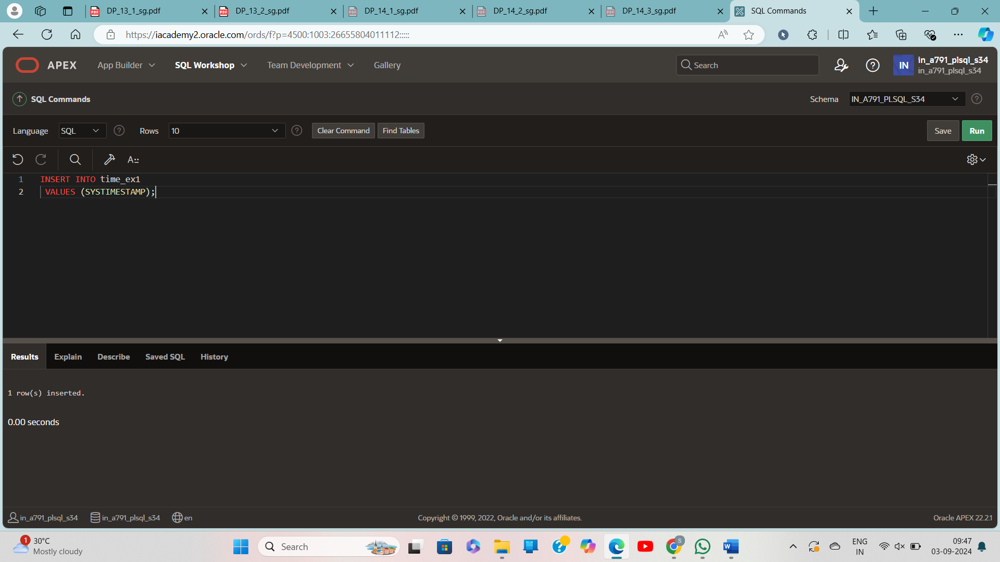 DP_13_1_sg.pdf
DP_13_2_sg.pdf
DP_14_1_sg.pdf
DP_14_2_sg.pdf
DP_14_3_sg.pdf
SQL Commands
https://iacademy2.oracle.com/ords/f?p=4500:1003:26655804011112:::::
APEX
App Builder
SQL Workshop
Team Development
Gallery
Search
IN
in_a791_plsql_s34
in_a791_plsql_s34
SQL Commands
Schema
IN_A791_PLSQL_S34
Language
SQL
Rows
10
Clear Command
Find Tables
Save
Run
A::
1 INSERT INTO time_ex1
2 VALUES (SYSTIMESTAMP);
Results
Explain
Describe
Saved SQL
History
1 row(s) inserted.
0.00 seconds
in_a791_plsql_s34
in_a791_plsql_s34
en
Copyright © 1999, 2022, Oracle and/or its affiliates.
Oracle APEX 22.2.1
1
30°C
Mostly cloudy
Search
S
ENG
IN
09:47
03-09-2024